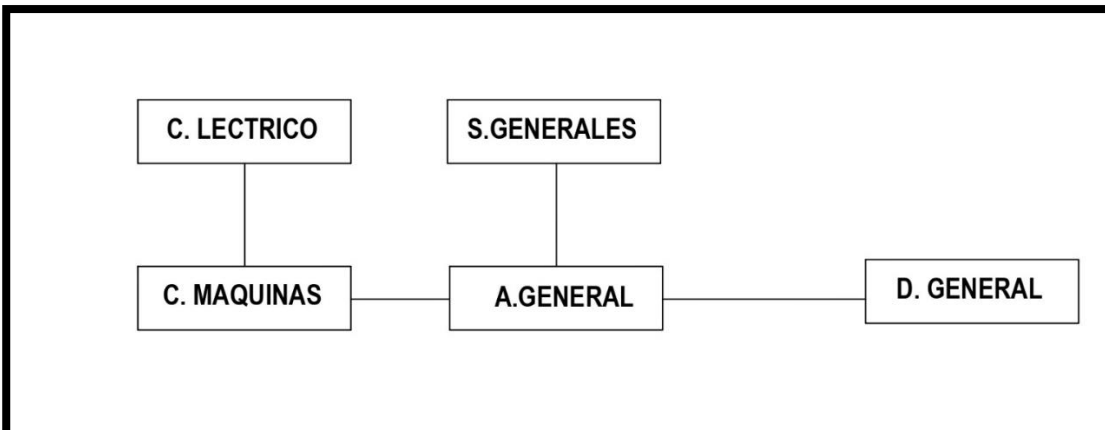 C. LECTRICO
S.GENERALES
C. MAQUINAS
A.GENERAL
D. GENERAL